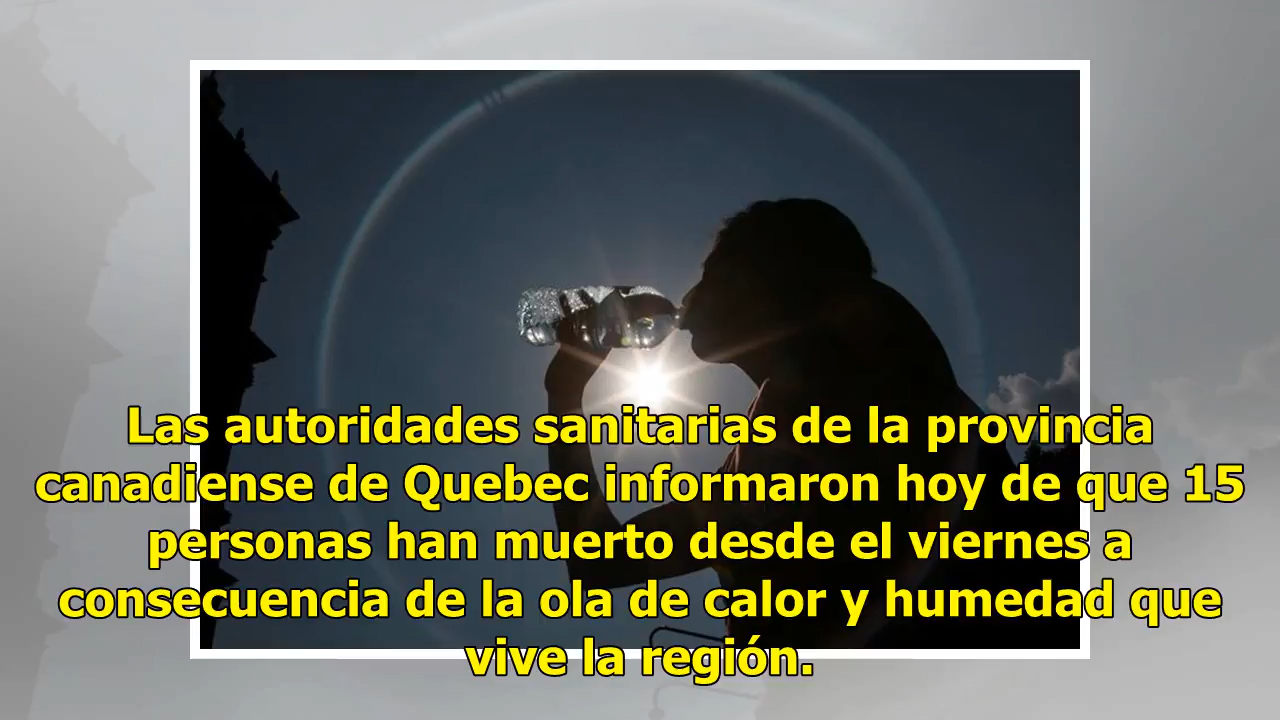 Las autoridades sanitarias de la provincia
canadiense de Quebec informaron hoy de que 15
personas han muerto desde el viernes a
consecuencia de la ola de calor y humedad que
vive la región.